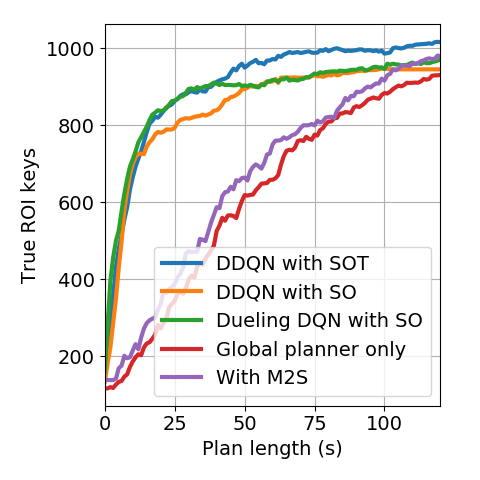 True ROI keys
1000
800
600
400
200
0
25
50
75
100
Plan length (s)
DDQN with SOT
DDQN with SO
Dueling DQN with SO
Global planner only
With M2S